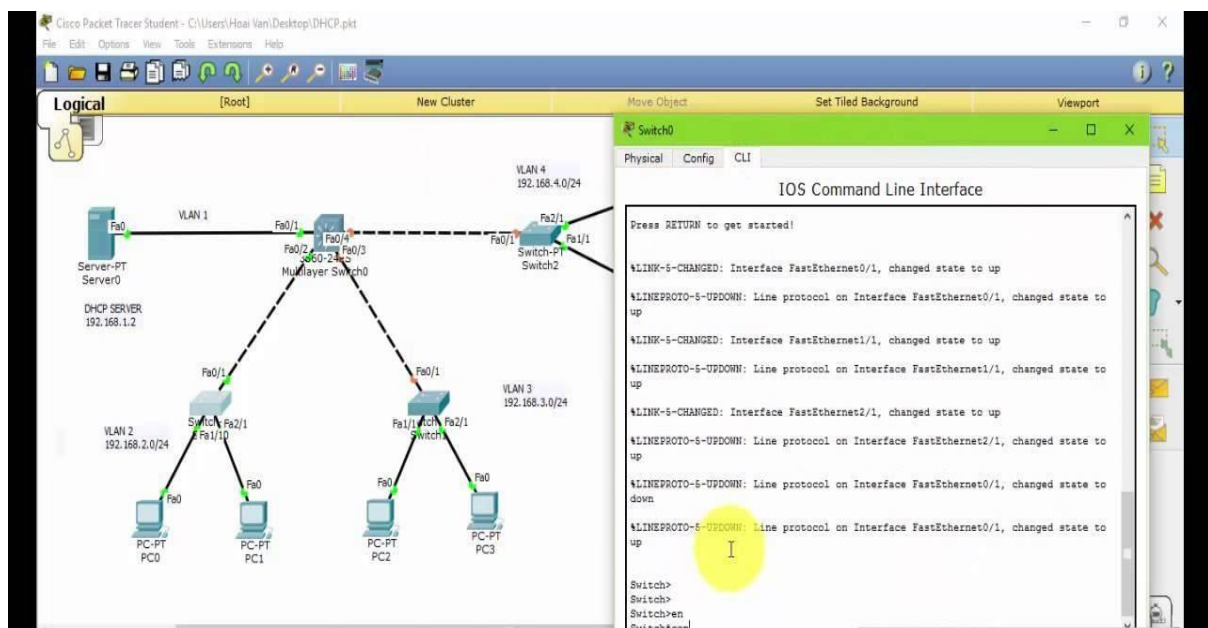 Cisco Packet Tracer Student - C:\Users\Hoai Van\Desktop\DHCP.pkt
File Edit Options View Tools Extensions Help
Logical
[Root]
New Cluster
Move Object
Set Tiled Background
Viewport
VLAN 4
192.168.4.0/24
VLAN 1
Fa0
Fa0/1
Fa0/4
Fa0/2
Fa0/3
Multilayer Switch0
Fa0/1
Fa2/1
Fa1/1
Switch-PT
Switch2
Server-PT
Server0
DHCP SERVER
192.168.1.2
Fa0/1
Fa2/1
VLAN 2
192.168.2.0/24
Fa0/1
Fa2/1
VLAN 3
192.168.3.0/24
Fa0
Fa0
Fa0
Fa0
PC-PT
PC0
PC-PT
PC1
PC-PT
PC2
PC-PT
PC3
Switch0
Physical Config CLI
IOS Command Line Interface
Press RETURN to get started!
%LINK-5-CHANGED: Interface FastEthernet0/1, changed state to up
%LINEPROTO-5-UPDOWN: Line protocol on Interface FastEthernet0/1, changed state to
up
%LINK-5-CHANGED: Interface FastEthernet1/1, changed state to up
%LINEPROTO-5-UPDOWN: Line protocol on Interface FastEthernet1/1, changed state to
up
%LINK-5-CHANGED: Interface FastEthernet2/1, changed state to up
%LINEPROTO-5-UPDOWN: Line protocol on Interface FastEthernet2/1, changed state to
up
%LINEPROTO-5-UPDOWN: Line protocol on Interface FastEthernet0/1, changed state to
down
%LINEPROTO-5-UPDOWN: Line protocol on Interface FastEthernet0/1, changed state to
up
Switch>
Switch>
Switch>en